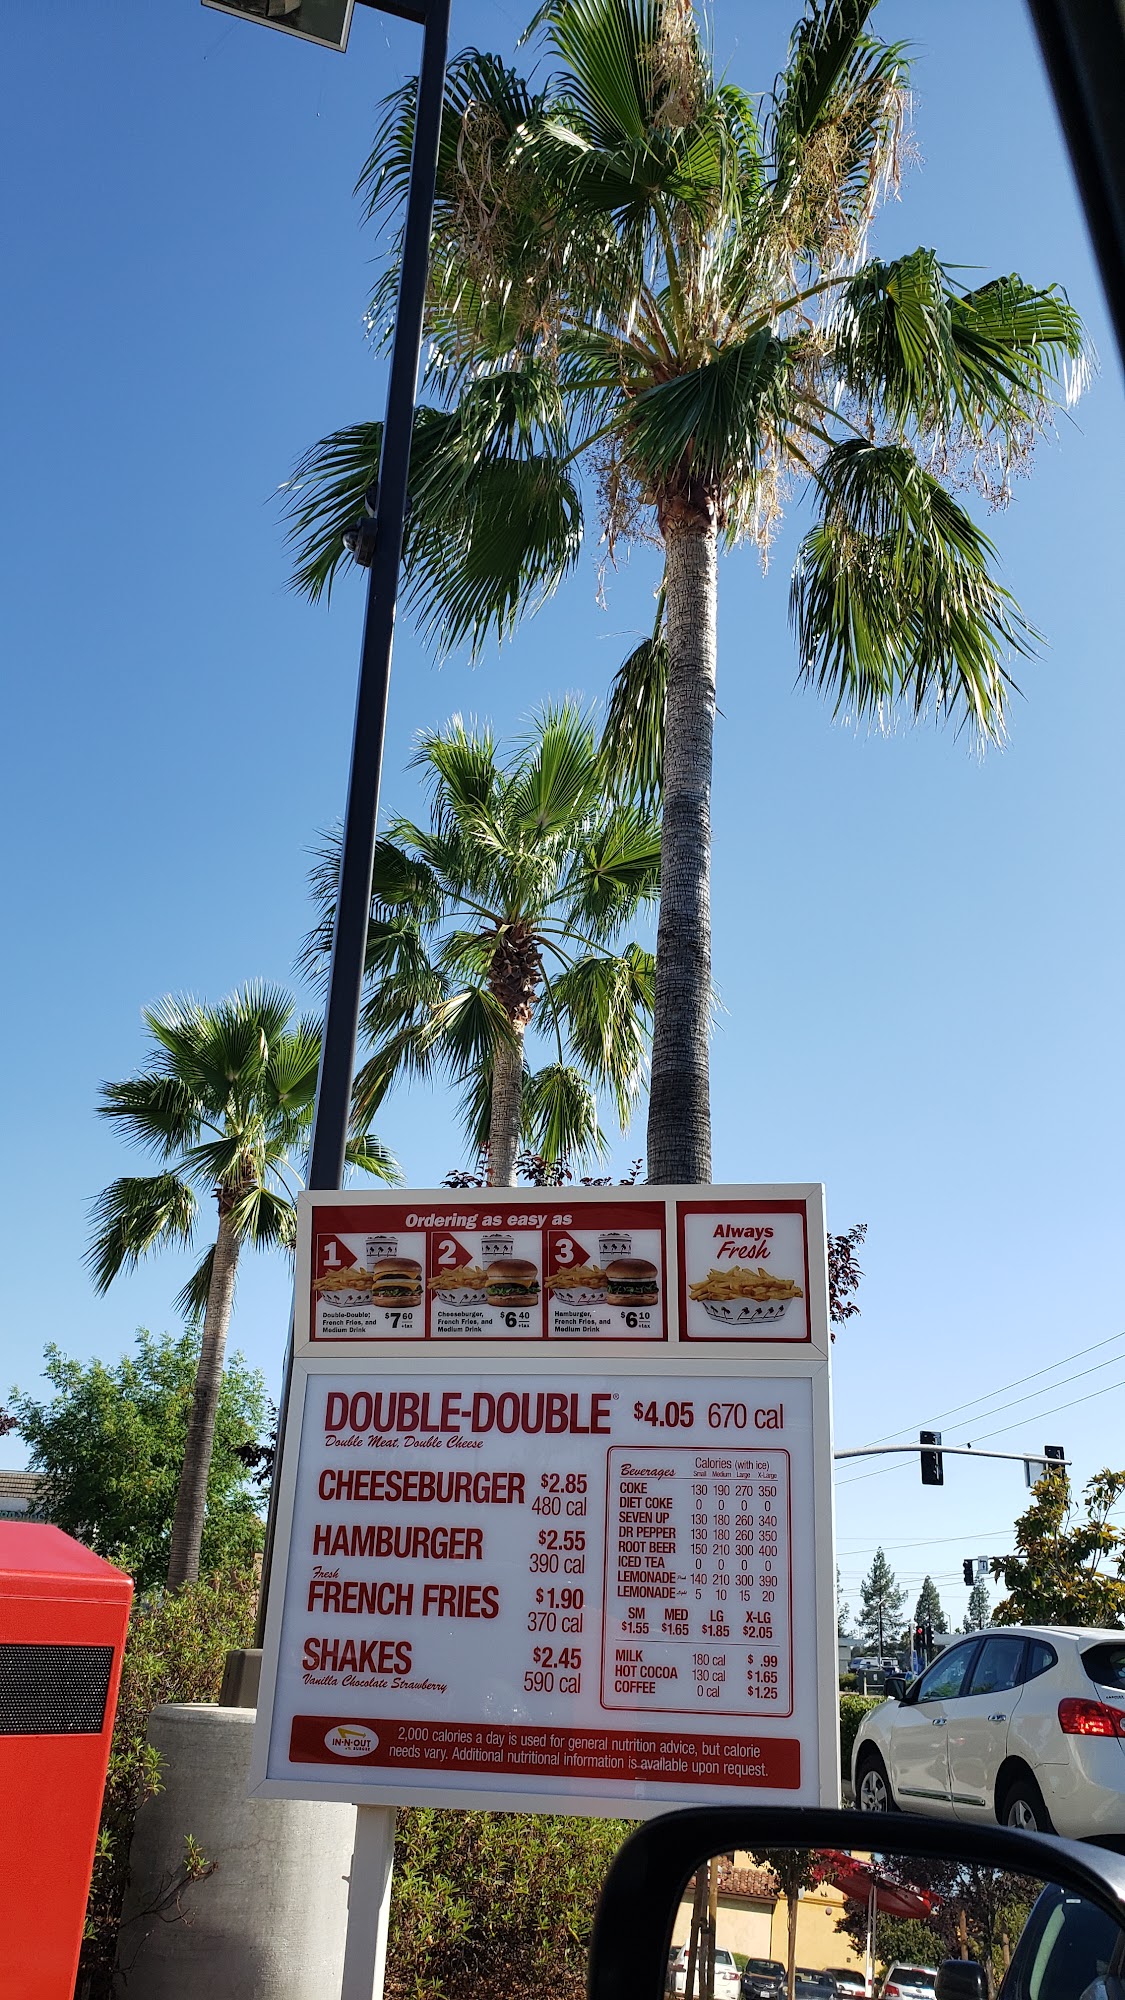 Ordering as easy as
1
Double-Double,
French Fries, and
Medium Drink
$7 60
+tax
2
Cheeseburger,
French Fries, and
Medium Drink
$6 40
+tax
3
Hamburger,
French Fries, and
Medium Drink
$6 10
+tax
Always
Fresh
DOUBLE-DOUBLE® $4.05 670 cal
Double Meat, Double Cheese
CHEESEBURGER $2.85
480 cal
HAMBURGER $2.55
390 cal
Fresh
FRENCH FRIES $1.90
370 cal
SHAKES $2.45
Vanilla Chocolate Strawberry 590 cal
Beverages Calories (with ice)
Small Medium Large X-Large
COKE 130 190 270 350
DIET COKE 0 0 0 0
SEVEN UP 130 180 260 340
DR PEPPER 130 180 260 350
ROOT BEER 150 210 300 400
ICED TEA 0 0 0 0
LEMONADE 140 210 300 390
LEMONADE 5 10 15 20
SM MED LG X-LG
$1.55 $1.65 $1.85 $2.05
MILK 180 cal $ .99
HOT COCOA 130 cal $1.65
COFFEE 0 cal $1.25
IN-N-OUT
BURGER
2,000 calories a day is used for general nutrition advice, but calorie
needs vary. Additional nutritional information is available upon request.